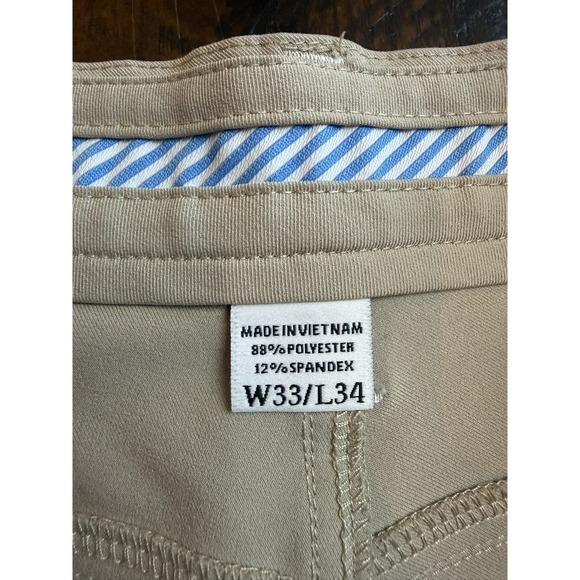 MADE IN VIETNAM
88% POLYESTER
12% SPANDEX
W33/L34